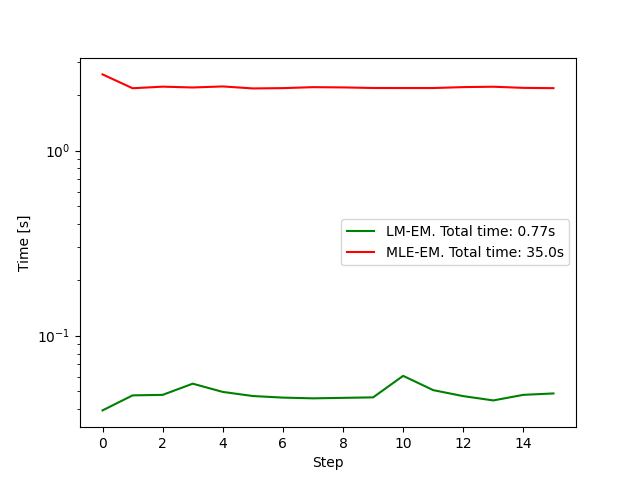 10⁰
10⁻¹
Time [s]
LM-EM. Total time: 0.77s
MLE-EM. Total time: 35.0s
0 2 4 6 8 10 12 14
Step